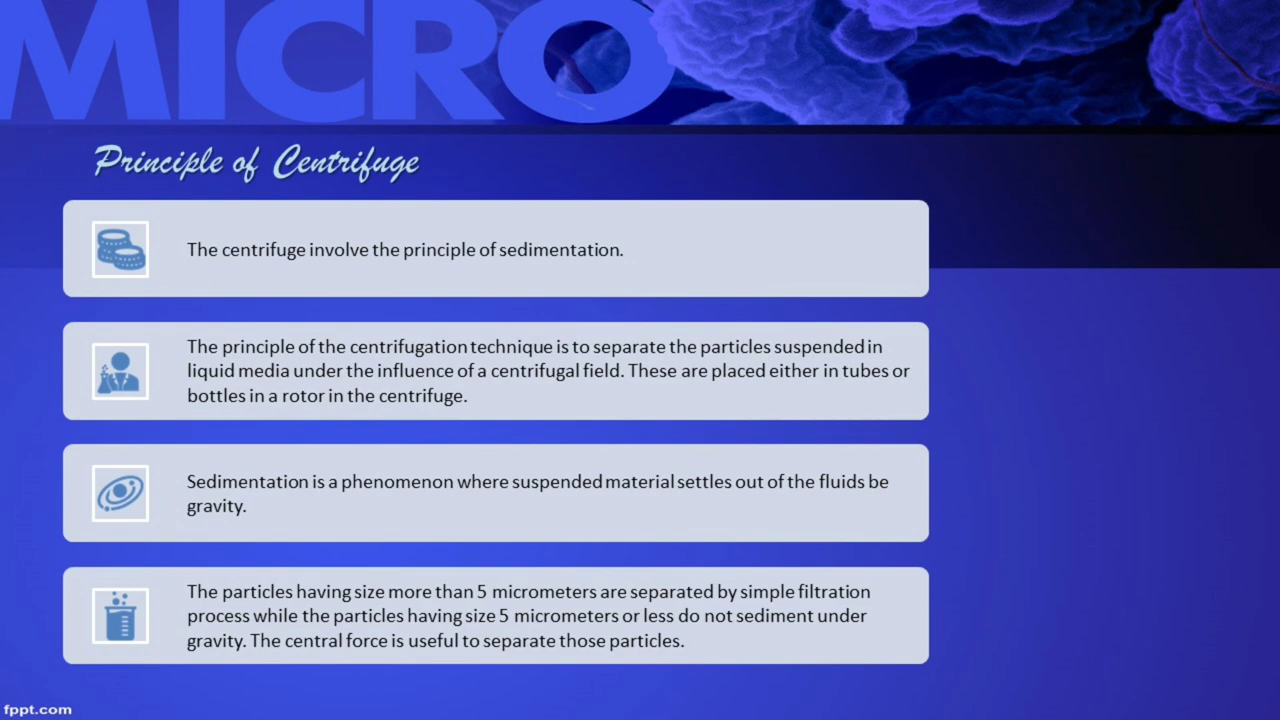 MICRO
Principle of Centrifuge
The centrifuge involve the principle of sedimentation.
The principle of the centrifugation technique is to separate the particles suspended in
liquid media under the influence of a centrifugal field. These are placed either in tubes or
bottles in a rotor in the centrifuge.
Sedimentation is a phenomenon where suspended material settles out of the fluids be
gravity.
The particles having size more than 5 micrometers are separated by simple filtration
process while the particles having size 5 micrometers or less do not sediment under
gravity. The central force is useful to separate those particles.
fppt.com